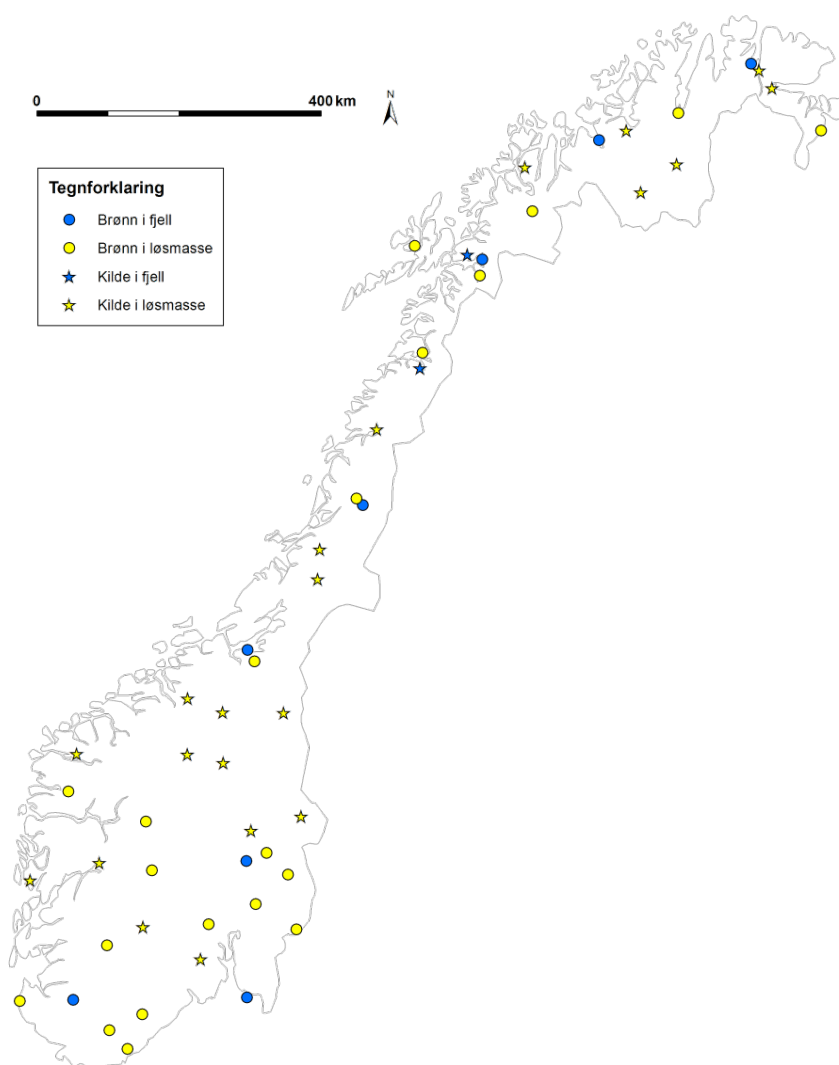 0 400 km
N
Tegnforklaring
Brønn i fjell
Brønn i løsmasse
Kilde i fjell
Kilde i løsmasse